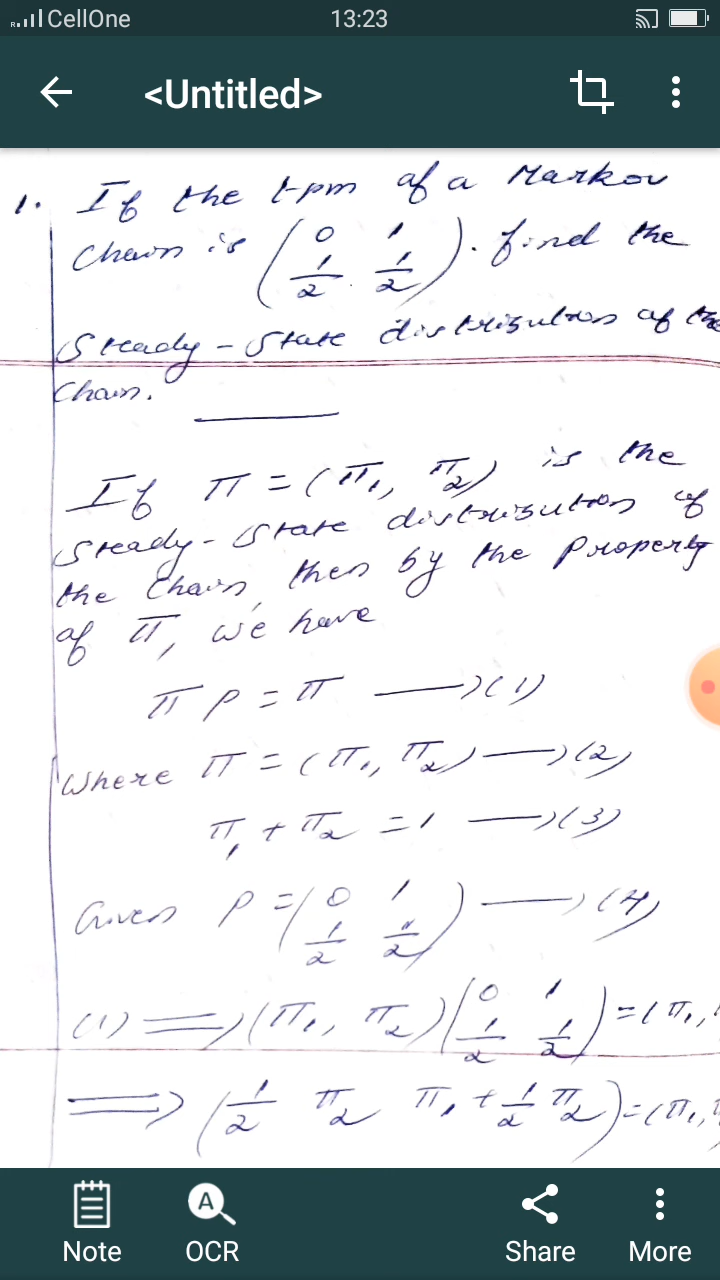 CellOne 13:23
<Untitled>
1. If the tpm of a Markov
Chain is (0 1
1/2 1/2). find the
Steady-State distribution of the
Chain.
If π = (π₁, π₂) is the
Steady-State distribution of
the Chain, then by the Property
of π, we have
πP = π ⟶ (1)
Where π = (π₁, π₂) ⟶ (2)
π₁ + π₂ = 1 ⟶ (3)
Given P = (0 1
1/2 1/2) ⟶ (4)
(1) ⟹ (π₁, π₂) (0 1
1/2 1/2) = (π₁,
⟹ (1/2 π₂ π₁ + 1/2 π₂) = (π₁,
Note OCR Share More